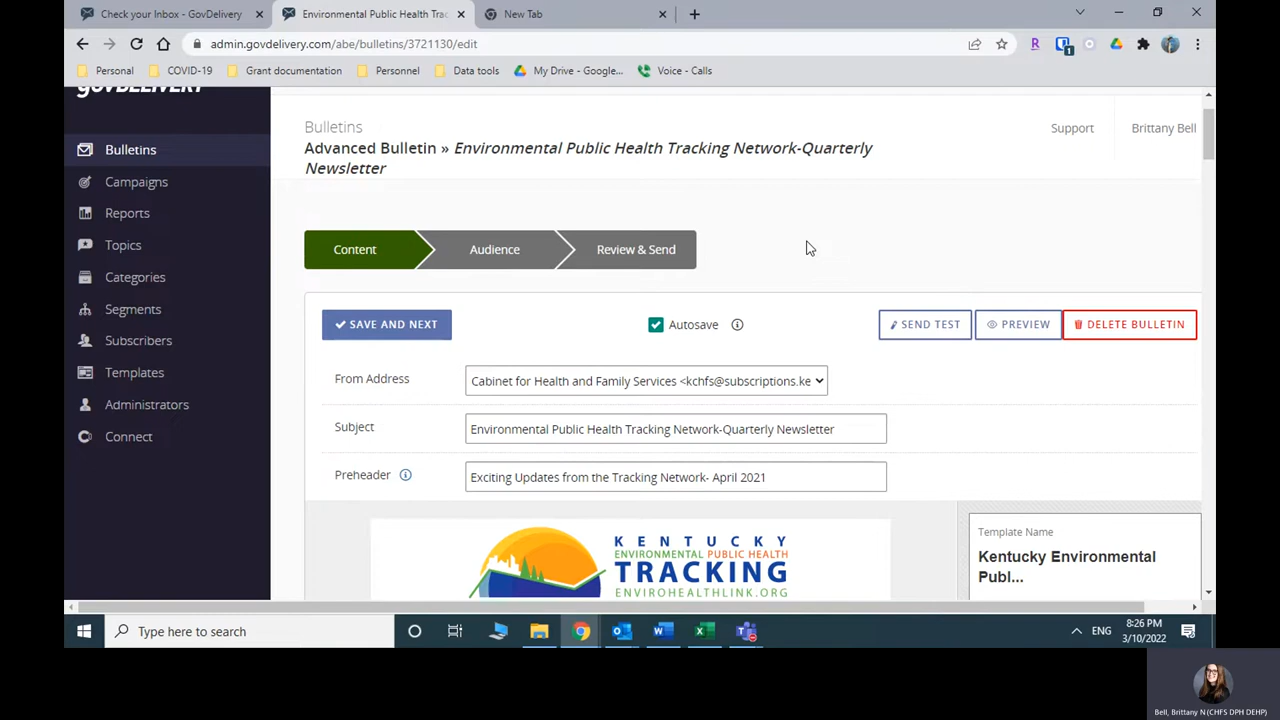 Check your Inbox - GovDelivery
Environmental Public Health Trac
New Tab
admin.govdelivery.com/abe/bulletins/3721130/edit
Personal
COVID-19
Grant documentation
Personnel
Data tools
My Drive - Google...
Voice - Calls
GOVDELIVERY
Bulletins
Campaigns
Reports
Topics
Categories
Segments
Subscribers
Templates
Administrators
Connect
Bulletins
Support
Brittany Bell
Advanced Bulletin » Environmental Public Health Tracking Network-Quarterly
Newsletter
Content
Audience
Review & Send
SAVE AND NEXT
Autosave
SEND TEST
PREVIEW
DELETE BULLETIN
From Address
Cabinet for Health and Family Services <kchfs@subscriptions.ke
Subject
Environmental Public Health Tracking Network-Quarterly Newsletter
Preheader
Exciting Updates from the Tracking Network- April 2021
KENTUCKY
ENVIRONMENTAL PUBLIC HEALTH
TRACKING
ENVIROHEALTHLINK.ORG
Template Name
Kentucky Environmental
Publ...
Type here to search
ENG
8:26 PM
3/10/2022
Bell, Brittany N (CHFS DPH DEHP)